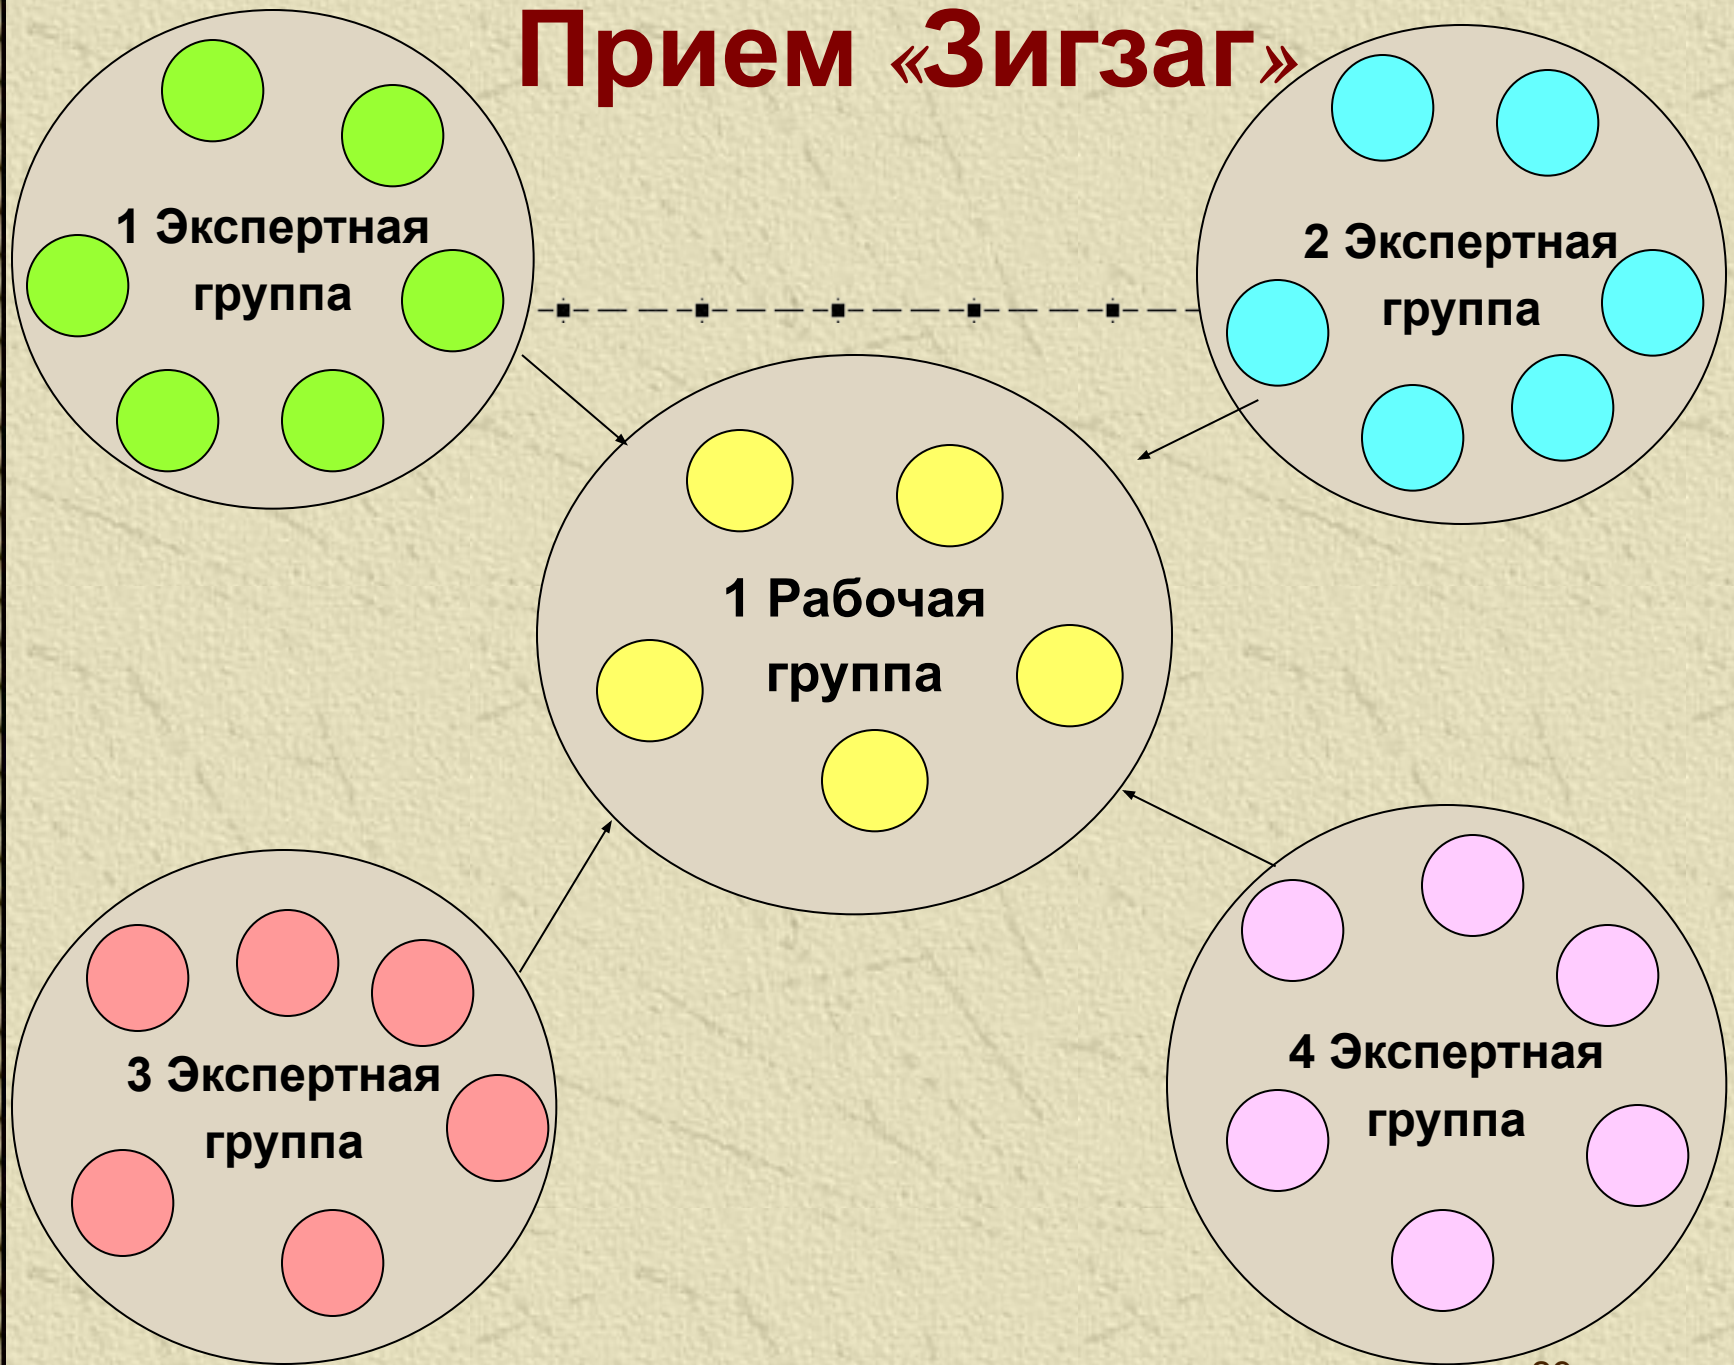 Прием «Зигзаг»
1 Экспертная
группа
2 Экспертная
группа
1 Рабочая
группа
3 Экспертная
группа
4 Экспертная
группа